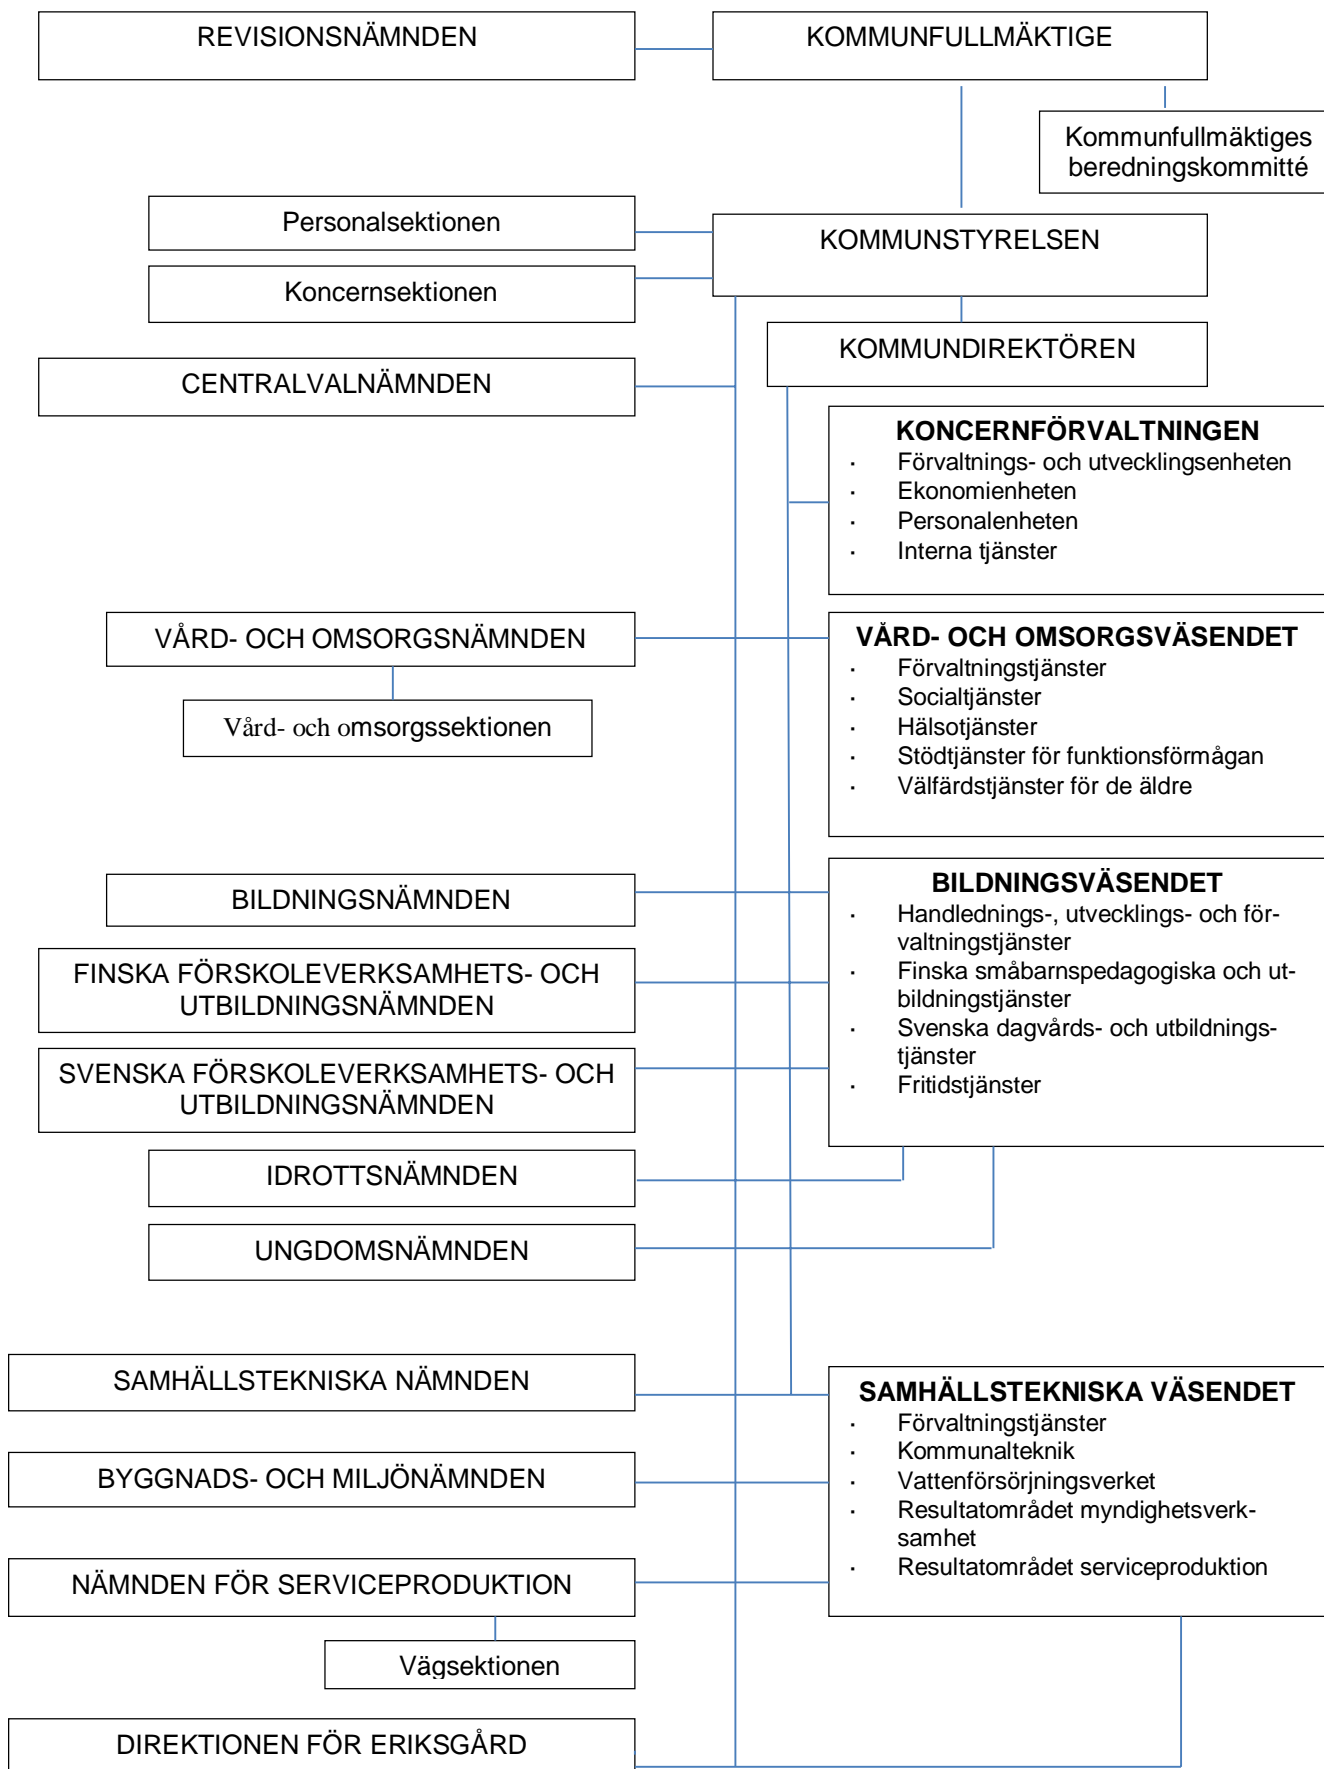 REVISIONSNÄMNDEN
KOMMUNFULLMÄKTIGE
Kommunfullmäktiges
beredningskommitté
Personalsektionen
KOMMUNSTYRELSEN
Koncernsektionen
KOMMUNDIREKTÖREN
CENTRALVALNÄMNDEN
KONCERNFÖRVALTNINGEN
· Förvaltnings- och utvecklingsenheten
· Ekonomienheten
· Personalenheten
· Interna tjänster
VÅRD- OCH OMSORGSNÄMNDEN
Vård- och omsorgssektionen
VÅRD- OCH OMSORGSVÄSENDET
· Förvaltningstjänster
· Socialtjänster
· Hälsotjänster
· Stödtjänster för funktionsförmågan
· Välfärdstjänster för de äldre
BILDNINGSNÄMNDEN
FINSKA FÖRSKOLEVERKSAMHETS- OCH
UTBILDNINGSNÄMNDEN
SVENSKA FÖRSKOLEVERKSAMHETS- OCH
UTBILDNINGSNÄMNDEN
BILDNINGSVÄSENDET
· Handlednings-, utvecklings- och för-
valtningstjänster
· Finska småbarnspedagogiska och ut-
bildningstjänster
· Svenska dagvårds- och utbildnings-
tjänster
· Fritidstjänster
IDROTTSNÄMNDEN
UNGDOMSNÄMNDEN
SAMHÄLLSTEKNISKA NÄMNDEN
BYGGNADS- OCH MILJÖNÄMNDEN
NÄMNDEN FÖR SERVICEPRODUKTION
Vägsektionen
SAMHÄLLSTEKNISKA VÄSENDET
· Förvaltningstjänster
· Kommunalteknik
· Vattenförsörjningsverket
· Resultatområdet myndighetsverk-
samhet
· Resultatområdet serviceproduktion
DIREKTIONEN FÖR ERIKSGÅRD